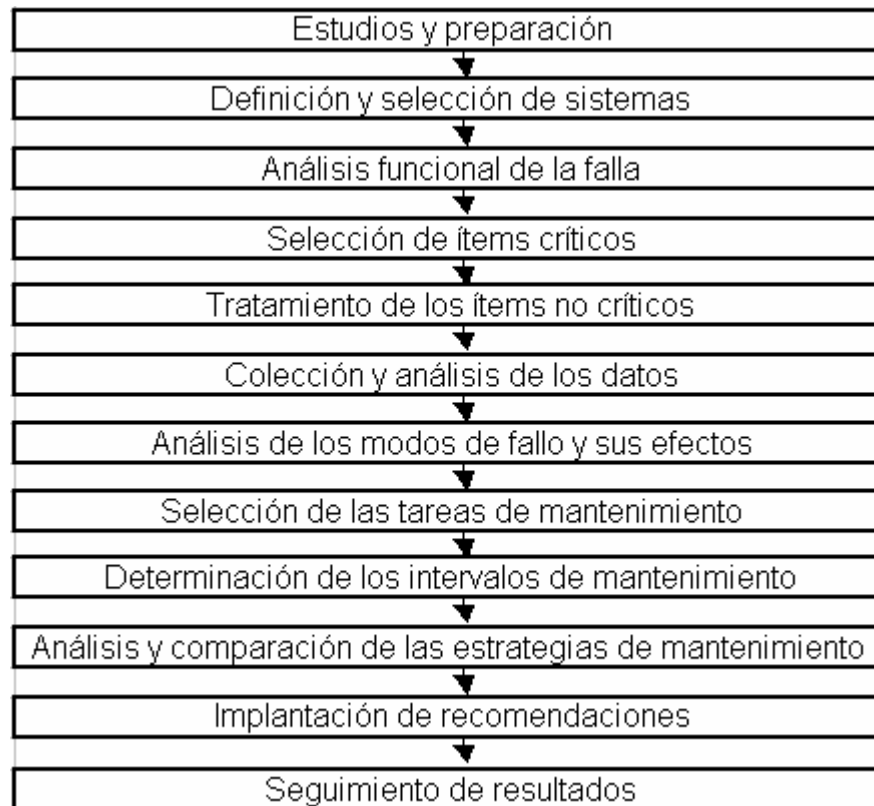 Estudios y preparación
Definición y selección de sistemas
Análisis funcional de la falla
Selección de ítems críticos
Tratamiento de los ítems no críticos
Colección y análisis de los datos
Análisis de los modos de fallo y sus efectos
Selección de las tareas de mantenimiento
Determinación de los intervalos de mantenimiento
Análisis y comparación de las estrategias de mantenimiento
Implantación de recomendaciones
Seguimiento de resultados